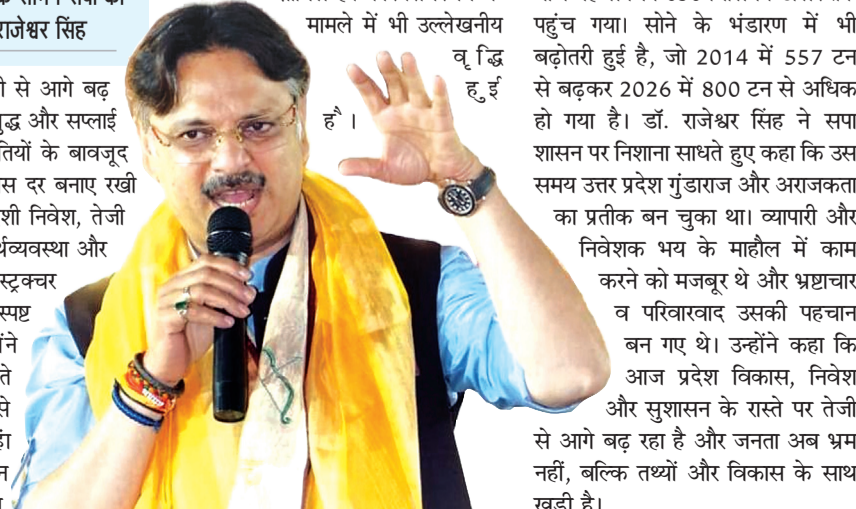 राजेश्वर सिंह
से आगे बढ़
और सप्लाई
के बावजूद
दर बनाए रखी
निवेश, तेजी
और
मामले में भी उल्लेखनीय
वृद्धि
हुई
है।
पहुंच गया। सोने के भंडारण में भी
बढ़ोतरी हुई है, जो 2014 में 557 टन
से बढ़कर 2026 में 800 टन से अधिक
हो गया है। डॉ. राजेश्वर सिंह ने सपा
शासन पर निशाना साधते हुए कहा कि उस
समय उत्तर प्रदेश गुंडाराज और अराजकता
का प्रतीक बन चुका था। व्यापारी और
निवेशक भय के माहौल में काम
करने को मजबूर थे और भ्रष्टाचार
व परिवारवाद उसकी पहचान
बन गए थे। उन्होंने कहा कि
आज प्रदेश विकास, निवेश
और सुशासन के रास्ते पर तेजी
से आगे बढ़ रहा है और जनता अब भ्रम
नहीं, बल्कि तथ्यों और विकास के साथ
खड़ी है।